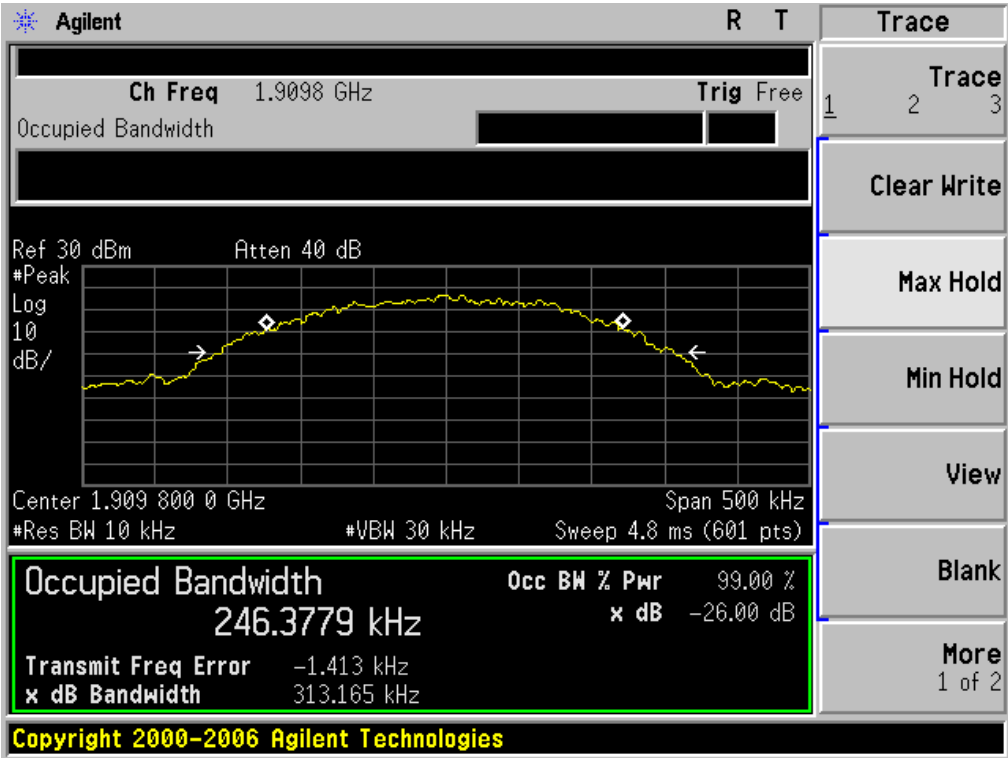 Agilent R T
Trace
Ch Freq 1.9098 GHz Trig Free
Occupied Bandwidth
Ref 30 dBm Atten 40 dB
#Peak
Log
10
dB/
Center 1.909 800 0 GHz Span 500 kHz
#Res BW 10 kHz #VBW 30 kHz Sweep 4.8 ms (601 pts)
Occupied Bandwidth
246.3779 kHz
Occ BW % Pwr 99.00 %
x dB -26.00 dB
Transmit Freq Error -1.413 kHz
x dB Bandwidth 313.165 kHz
Copyright 2000-2006 Agilent Technologies
Trace
1 2 3
Clear Write
Max Hold
Min Hold
View
Blank
More
1 of 2